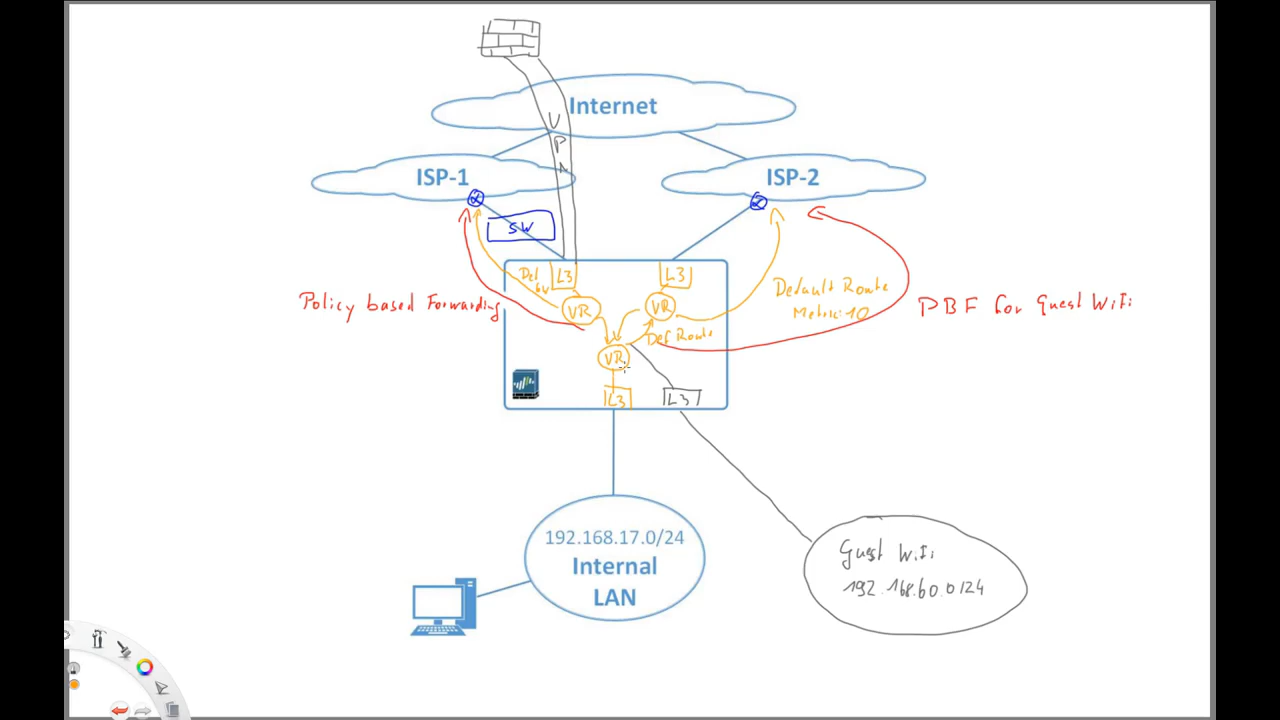 Internet
V
P
N
ISP-1
ISP-2
SW
Def
L3
L3
VR
VR
Default Route
Metric:10
Policy based Forwarding
PBF for Guest WiFi
Def Route
VR
L3
L3
192.168.17.0/24
Internal
LAN
Guest WiFi
192.168.60.0/24